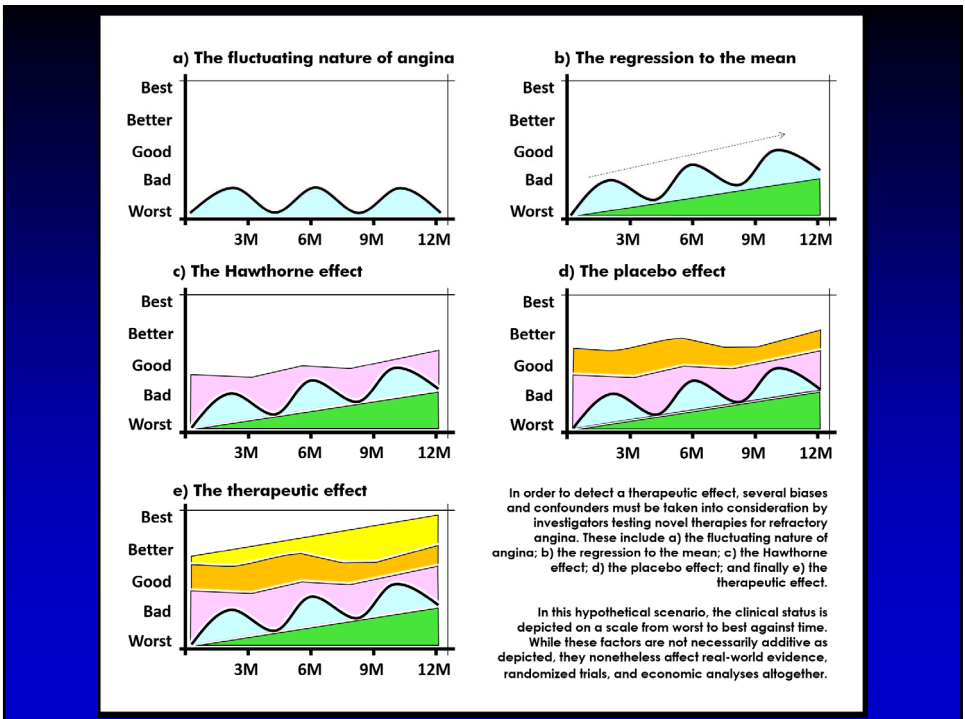 a) The fluctuating nature of angina
Best
Better
Good
Bad
Worst
3M 6M 9M 12M
b) The regression to the mean
Best
Better
Good
Bad
Worst
3M 6M 9M 12M
c) The Hawthorne effect
Best
Better
Good
Bad
Worst
3M 6M 9M 12M
d) The placebo effect
Best
Better
Good
Bad
Worst
3M 6M 9M 12M
e) The therapeutic effect
Best
Better
Good
Bad
Worst
3M 6M 9M 12M
In order to detect a therapeutic effect, several biases
and confounders must be taken into consideration by
investigators testing novel therapies for refractory
angina. These include a) the fluctuating nature of
angina; b) the regression to the mean; c) the Hawthorne
effect; d) the placebo effect; and finally e) the
therapeutic effect.
In this hypothetical scenario, the clinical status is
depicted on a scale from worst to best against time.
While these factors are not necessarily additive as
depicted, they nonetheless affect real-world evidence,
randomized trials, and economic analyses altogether.